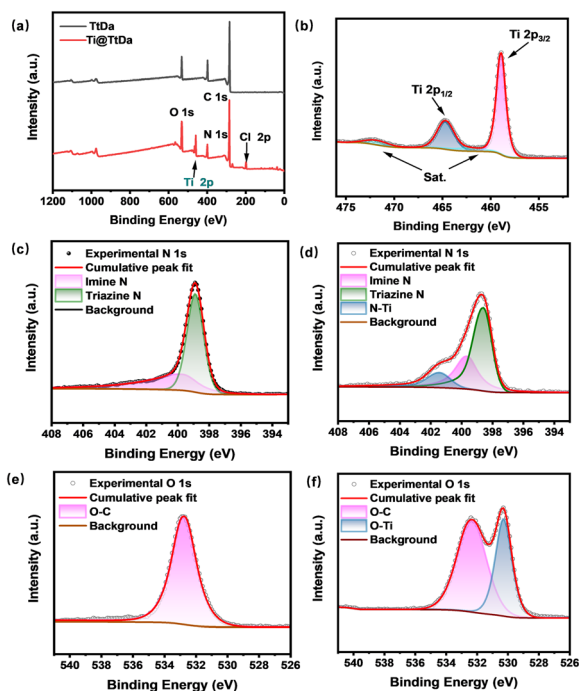 (a)
TtDa
Ti@TtDa
C 1s
O 1s
N 1s
Cl 2p
Ti 2p
Intensity (a.u.)
1200 1000 800 600 400 200 0
Binding Energy (eV)
(b)
Ti 2p3/2
Ti 2p1/2
Sat.
Intensity (a.u.)
475 470 465 460 455
Binding Energy (eV)
(c)
Experimental N 1s
Cumulative peak fit
Imine N
Triazine N
Background
Intensity (a.u.)
408 406 404 402 400 398 396 394
Binding Energy (eV)
(d)
Experimental N 1s
Cumulative peak fit
Imine N
Triazine N
N-Ti
Background
Intensity (a.u.)
408 406 404 402 400 398 396 394
Binding Energy (eV)
(e)
Experimental O 1s
Cumulative peak fit
O-C
Background
Intensity (a.u.)
540 538 536 534 532 530 528 526
Binding Energy (eV)
(f)
Experimental O 1s
Cumulative peak fit
O-C
O-Ti
Background
Intensity (a.u.)
540 538 536 534 532 530 528 526
Binding Energy (eV)